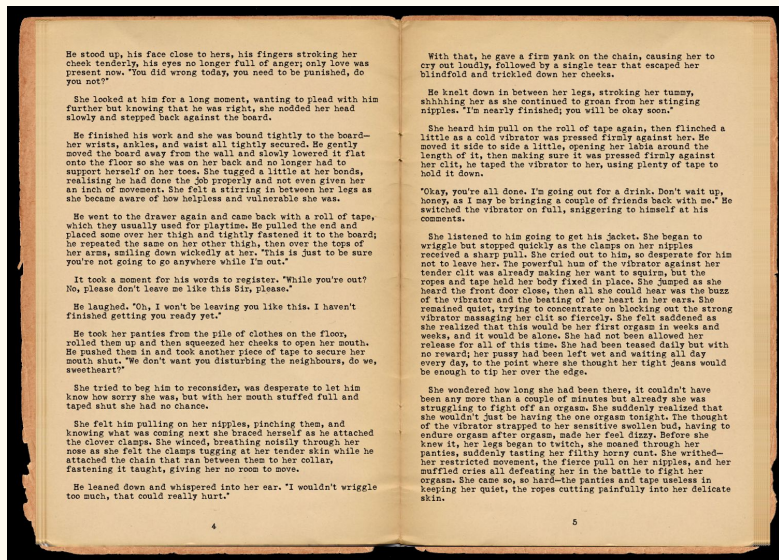 He stood up, his face close to hers, his fingers stroking her
cheek tenderly, his eyes no longer full of anger; only love was
present now. "You did wrong today, you need to be punished, do
you not?"
She looked at him for a long moment, wanting to plead with him
further but knowing that he was right, she nodded her head
slowly and stepped back against the board.
He finished his work and she was bound tightly to the board—
her wrists, ankles, and waist all tightly secured. He gently
moved the board away from the wall and slowly lowered it flat
onto the floor so she was on her back and no longer had to
support herself on her toes. She tugged a little at her bonds,
realising he had done the job properly and not even given her
an inch of movement. She felt a stirring in between her legs as
she became aware of how helpless and vulnerable she was.
He went to the drawer again and came back with a roll of tape,
which they usually used for playtime. He pulled the end and
placed some over her thigh and tightly fastened it to the board;
he repeated the same on her other thigh, then over the tops of
her arms, smiling down wickedly at her. "This is just to be sure
you're not going to go anywhere while I'm out."
It took a moment for his words to register. "While you're out?
No, please don't leave me like this Sir, please."
He laughed. "Oh, I won't be leaving you like this. I haven't
finished getting you ready yet."
He took her panties from the pile of clothes on the floor,
rolled them up and then squeezed her cheeks to open her mouth.
He pushed them in and took another piece of tape to secure her
mouth shut. "We don't want you disturbing the neighbours, do we,
sweetheart?"
She tried to beg him to reconsider, was desperate to let him
know how sorry she was, but with her mouth stuffed full and
taped shut she had no chance.
She felt him pulling on her nipples, pinching them, and
knowing what was coming next she braced herself as he attached
the clover clamps. She winced, breathing noisily through her
nose as she felt the clamps tugging at her tender skin while he
attached the chain that ran between them to her collar,
fastening it taught, giving her no room to move.
He leaned down and whispered into her ear. "I wouldn't wriggle
too much, that could really hurt."
4
With that, he gave a firm yank on the chain, causing her to
cry out loudly, followed by a single tear that escaped her
blindfold and trickled down her cheeks.
He knelt down in between her legs, stroking her tummy,
shhhhing her as she continued to groan from her stinging
nipples. "I'm nearly finished; you will be okay soon."
She heard him pull on the roll of tape again, then flinched a
little as a cold vibrator was pressed firmly against her. He
moved it side to side a little, opening her labia around the
length of it, then making sure it was pressed firmly against
her clit, he taped the vibrator to her, using plenty of tape to
hold it down.
"Okay, you're all done. I'm going out for a drink. Don't wait up,
honey, as I may be bringing a couple of friends back with me." He
switched the vibrator on full, sniggering to himself at his
comments.
She listened to him going to get his jacket. She began to
wriggle but stopped quickly as the clamps on her nipples
received a sharp pull. She cried out to him, so desperate for him
not to leave her. The powerful hum of the vibrator against her
tender clit was already making her want to squirm, but the
ropes and tape held her body fixed in place. She jumped as she
heard the front door close, then all she could hear was the buzz
of the vibrator and the beating of her heart in her ears. She
remained quiet, trying to concentrate on blocking out the strong
vibrator massaging her clit so fiercely. She felt saddened as
she realized that this would be her first orgasm in weeks and
weeks, and it would be alone. She had not been allowed her
release for all of this time. She had been teased daily but with
no reward; her pussy had been left wet and waiting all day
every day, to the point where she thought her tight jeans would
be enough to tip her over the edge.
She wondered how long she had been there, it couldn't have
been any more than a couple of minutes but already she was
struggling to fight off an orgasm. She suddenly realized that
she wouldn't just be having the one orgasm tonight. The thought
of the vibrator strapped to her sensitive swollen bud, having to
endure orgasm after orgasm, made her feel dizzy. Before she
knew it, her legs began to twitch, she moaned through her
panties, suddenly tasting her filthy horny cunt. She writhed—
her restricted movement, the fierce pull on her nipples, and her
muffled cries all defeating her in the battle to fight her
orgasm. She came so, so hard—the panties and tape useless in
keeping her quiet, the ropes cutting painfully into her delicate
skin.
5